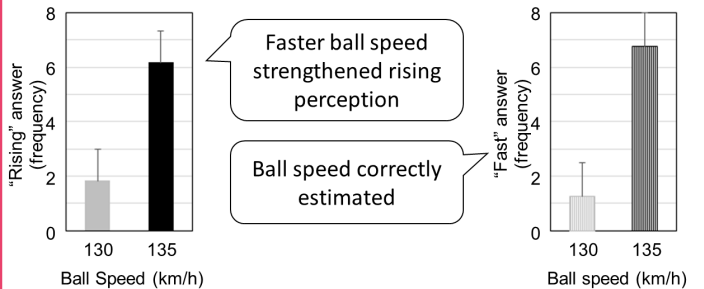 8
6
4
2
0
"Rising" answer
(frequency)
130 135
Ball Speed (km/h)
Faster ball speed
strengthened rising
perception
Ball speed correctly
estimated
8
6
4
2
0
"Fast" answer
(frequency)
130 135
Ball speed (km/h)